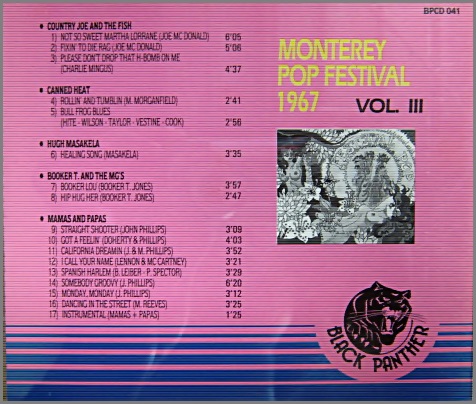 BPCD 041
• COUNTRY JOE AND THE FISH
1) NOT SO SWEET MARTHA LORRANE (JOE MC DONALD) 6'05
2) FIXIN' TO DIE RAG (JOE MC DONALD) 5'06
3) PLEASE DON'T DROP THAT H-BOMB ON ME
(CHARLIE MINGUS) 4'37
• CANNED HEAT
4) ROLLIN' AND TUMBLIN (M. MORGANFIELD) 2'41
5) BULL FROG BLUES
(HITE - WILSON - TAYLOR - VESTINE - COOK) 2'56
• HUGH MASAKELA
6) HEALING SONG (MASAKELA) 3'35
• BOOKER T. AND THE MG'S
7) BOOKER LOU (BOOKER T. JONES) 3'57
8) HIP HUG HER (BOOKER T. JONES) 2'47
• MAMAS AND PAPAS
9) STRAIGHT SHOOTER (JOHN PHILLIPS) 3'09
10) GOT A FEELIN' (DOHERTY & PHILLIPS) 4'03
11) CALIFORNIA DREAMIN (J. & M. PHILLIPS) 3'52
12) I CALL YOUR NAME (LENNON & MC CARTNEY) 3'21
13) SPANISH HARLEM (B. LEIBER - P. SPECTOR) 3'29
14) SOMEBODY GROOVY (J. PHILLIPS) 6'20
15) MONDAY, MONDAY (J. PHILLIPS) 3'12
16) DANCING IN THE STREET (M. REEVES) 3'25
17) INSTRUMENTAL (MAMAS + PAPAS) 1'25
MONTEREY
POP FESTIVAL
1967 VOL. III
BLACK PANTHER